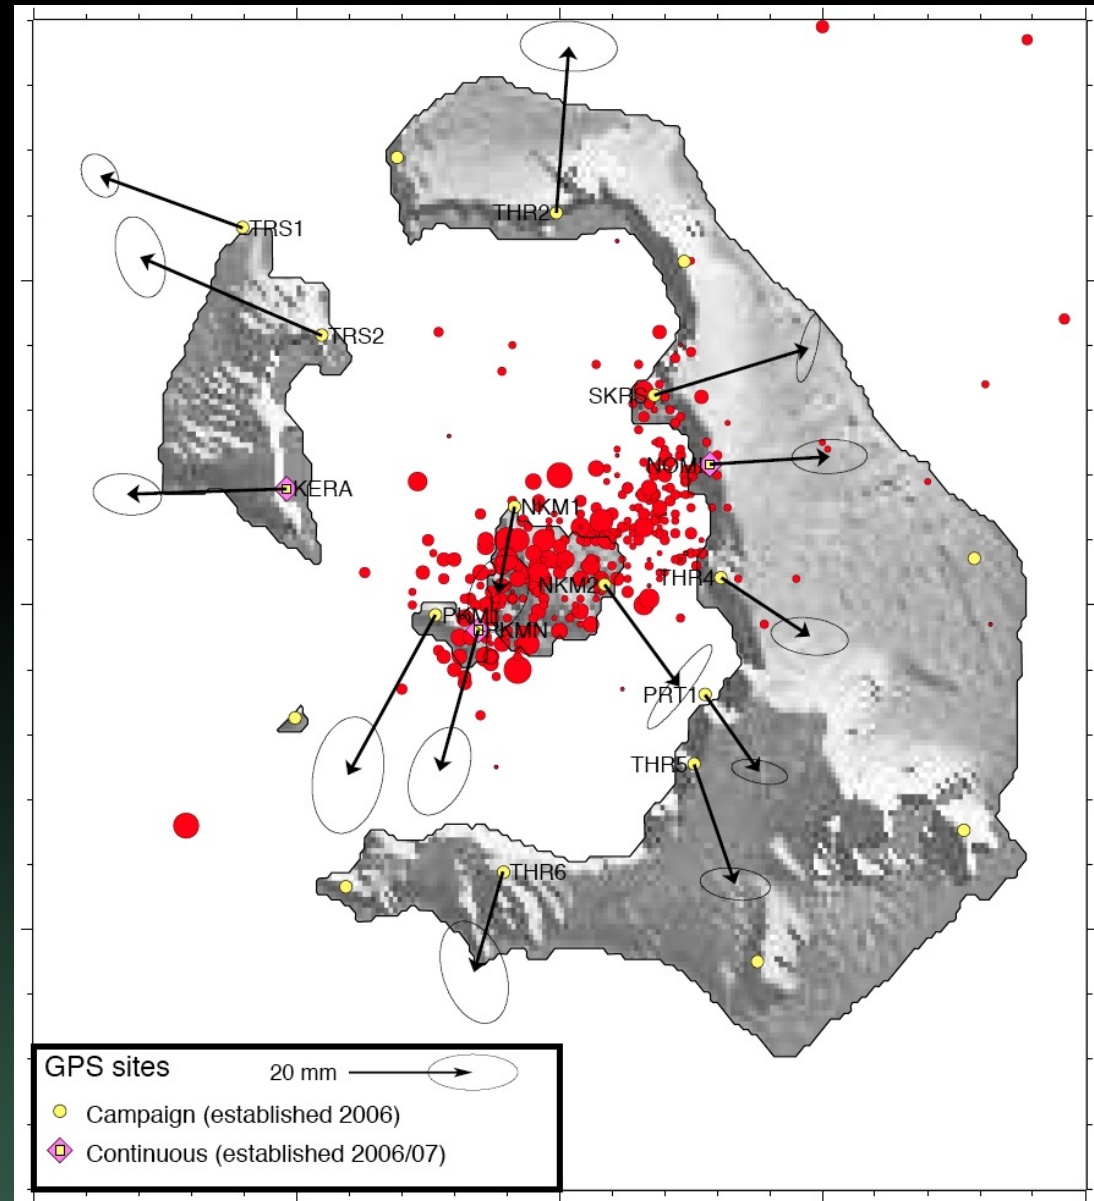 THR2
TRS1
TRS2
SKRS
NOMI
KERA
NKM1
NKM2
THR4
PKM1
PKMN
PRT1
THR5
THR6
GPS sites
20 mm
Campaign (established 2006)
Continuous (established 2006/07)